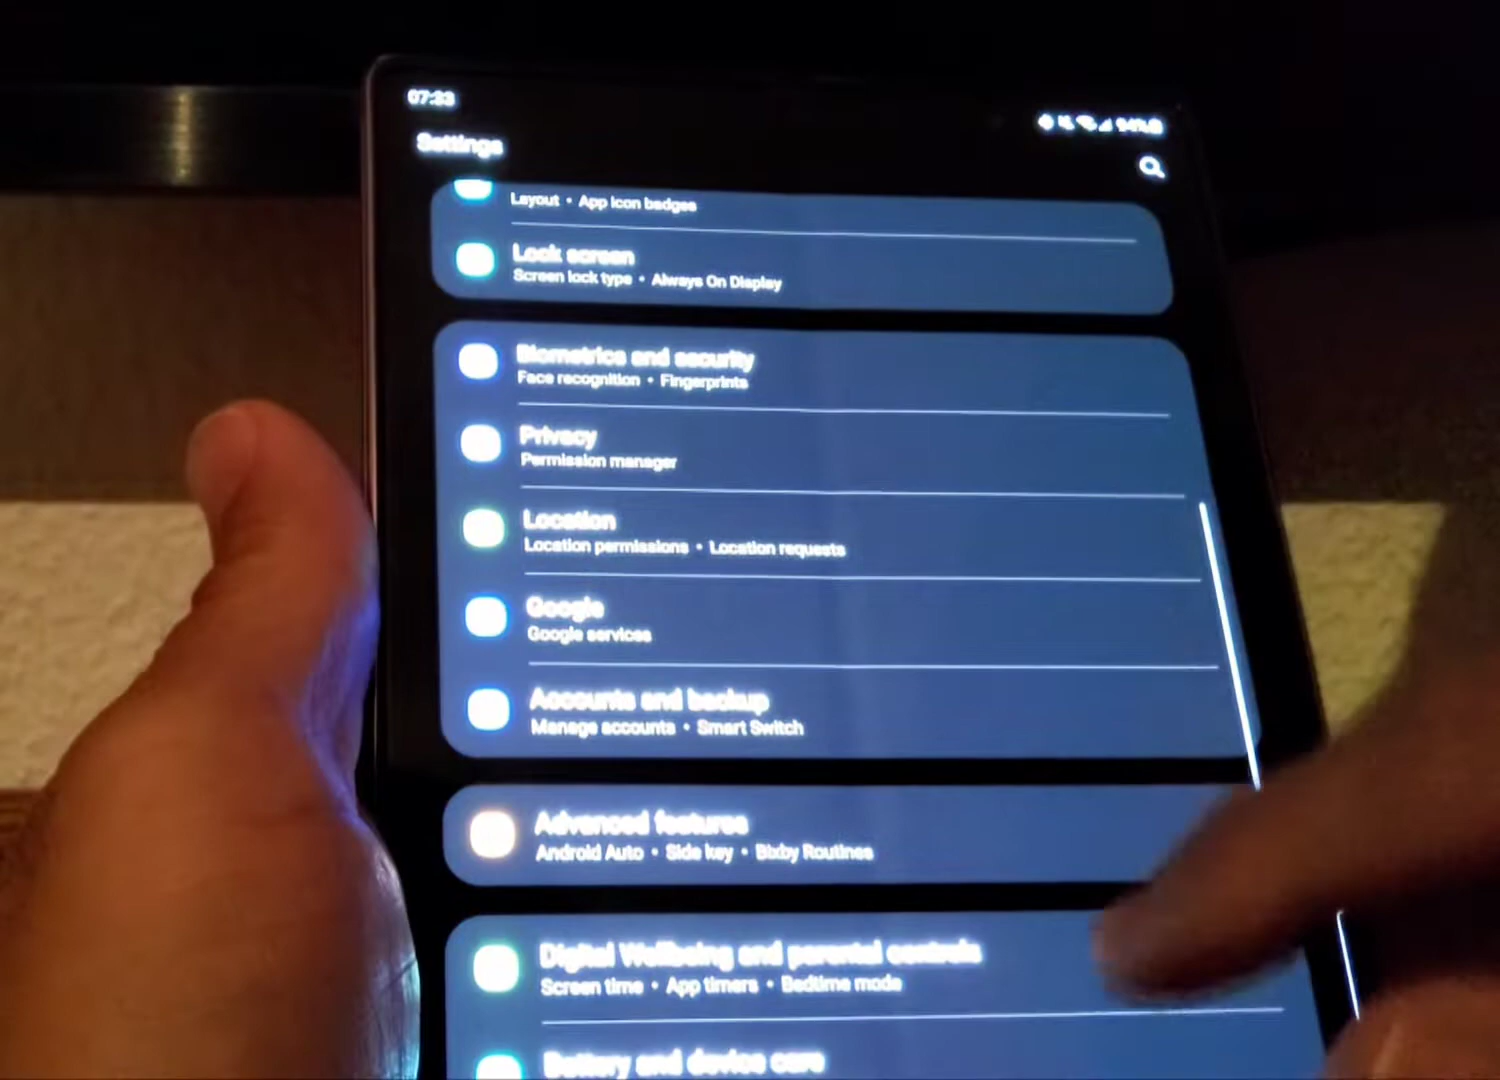 07:33
94%
Settings
Layout • App icon badges
Lock screen
Screen lock type • Always On Display
Biometrics and security
Face recognition • Fingerprints
Privacy
Permission manager
Location
Location permissions • Location requests
Google
Google services
Accounts and backup
Manage accounts • Smart Switch
Advanced features
Android Auto • Side key • Bixby Routines
Digital Wellbeing and parental controls
Screen time • App timers • Bedtime mode
Battery and device care